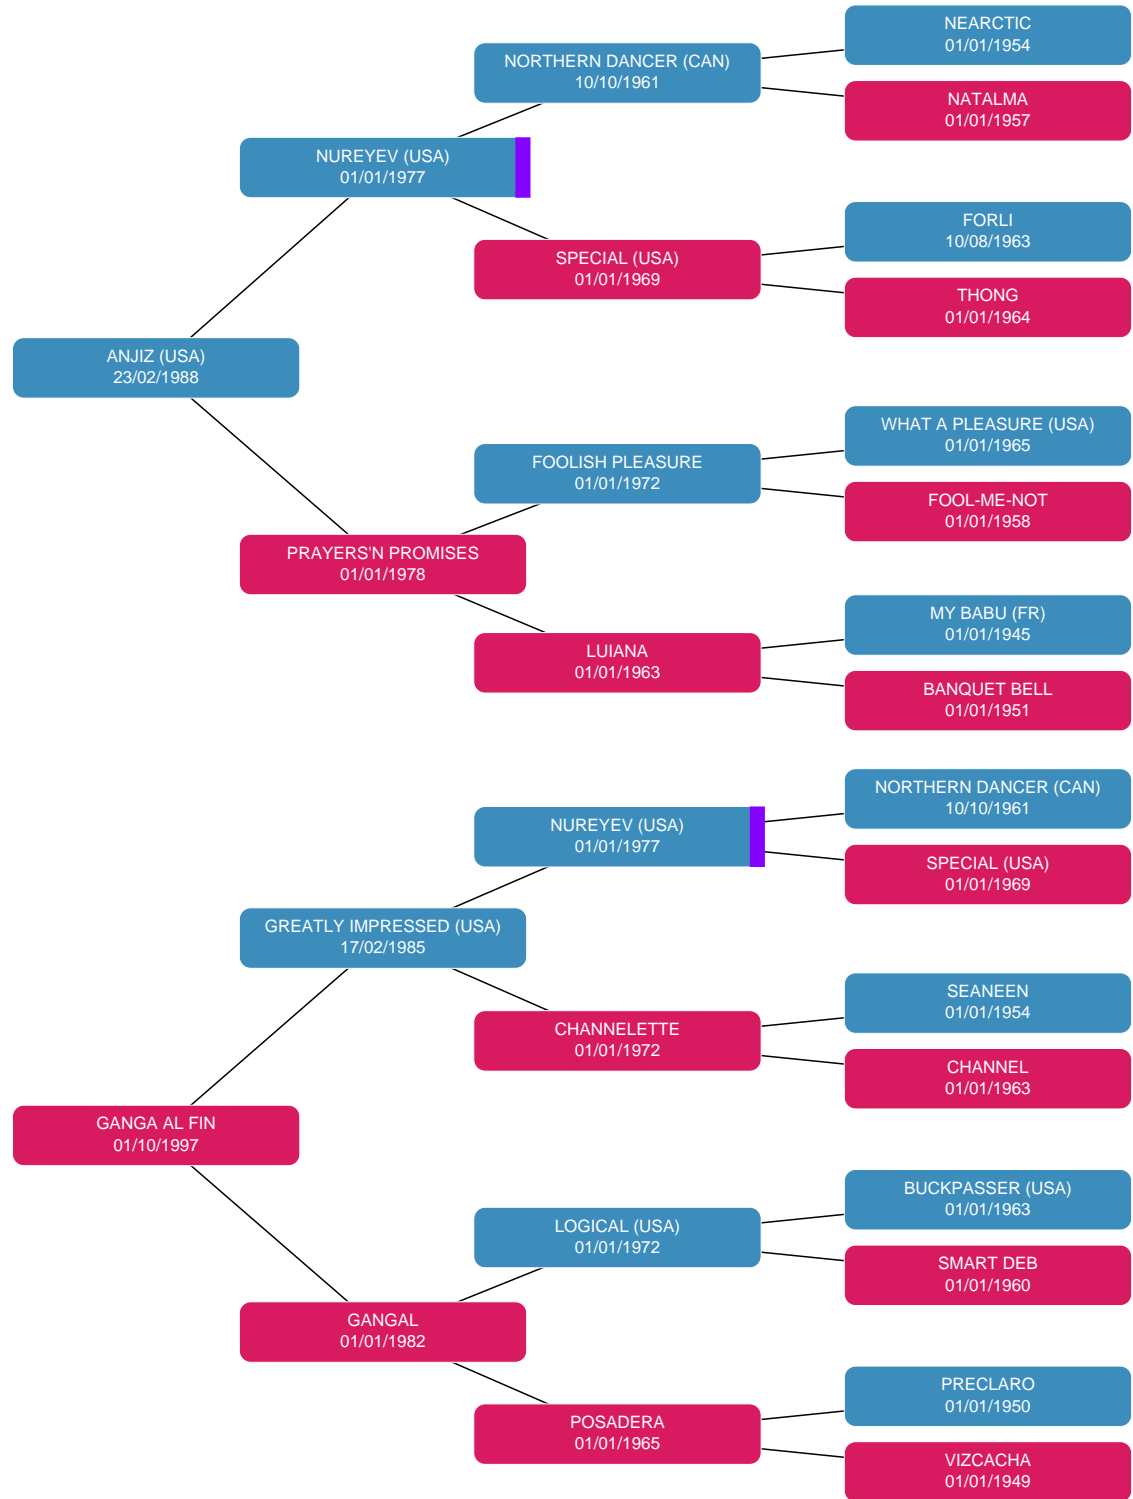 NEARCTIC
01/01/1954
NORTHERN DANCER (CAN)
10/10/1961
NATALMA
01/01/1957
NUREYEV (USA)
01/01/1977
FORLI
10/08/1963
SPECIAL (USA)
01/01/1969
THONG
01/01/1964
ANJIZ (USA)
23/02/1988
WHAT A PLEASURE (USA)
01/01/1965
FOOLISH PLEASURE
01/01/1972
FOOL-ME-NOT
01/01/1958
PRAYERS'N PROMISES
01/01/1978
MY BABU (FR)
01/01/1945
LUIANA
01/01/1963
BANQUET BELL
01/01/1951
NORTHERN DANCER (CAN)
10/10/1961
NUREYEV (USA)
01/01/1977
SPECIAL (USA)
01/01/1969
GREATLY IMPRESSED (USA)
17/02/1985
SEANEEN
01/01/1954
CHANNELETTE
01/01/1972
CHANNEL
01/01/1963
GANGA AL FIN
01/10/1997
BUCKPASSER (USA)
01/01/1963
LOGICAL (USA)
01/01/1972
SMART DEB
01/01/1960
GANGAL
01/01/1982
PRECLARO
01/01/1950
POSADERA
01/01/1965
VIZCACHA
01/01/1949